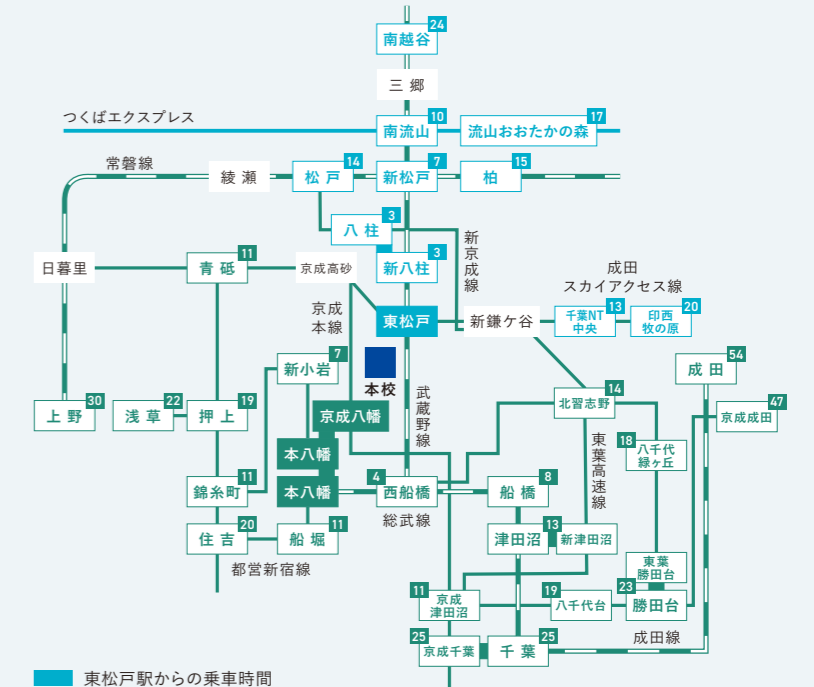 24
南越谷
三郷
つくばエクスプレス
10
南流山
17
流山おおたかの森
常磐線
綾瀬
14
松戸
7
新松戸
15
柏
3
八柱
新京成線
3
新八柱
日暮里
11
青砥
京成高砂
成田
スカイアクセス線
京成
本線
東松戸
新鎌ケ谷
13
千葉NT
中央
20
印西
牧の原
7
新小岩
本校
54
成田
30
上野
22
浅草
19
押上
京成八幡
武蔵野線
14
北習志野
47
京成成田
本八幡
東葉高速線
18
八千代
緑ヶ丘
11
錦糸町
本八幡
4
西船橋
8
船橋
総武線
20
住吉
11
船堀
都営新宿線
津田沼
13
新津田沼
東葉
勝田台
11
京成
津田沼
19
八千代台
23
勝田台
25
京成千葉
25
千葉
成田線
東松戸駅からの乗車時間